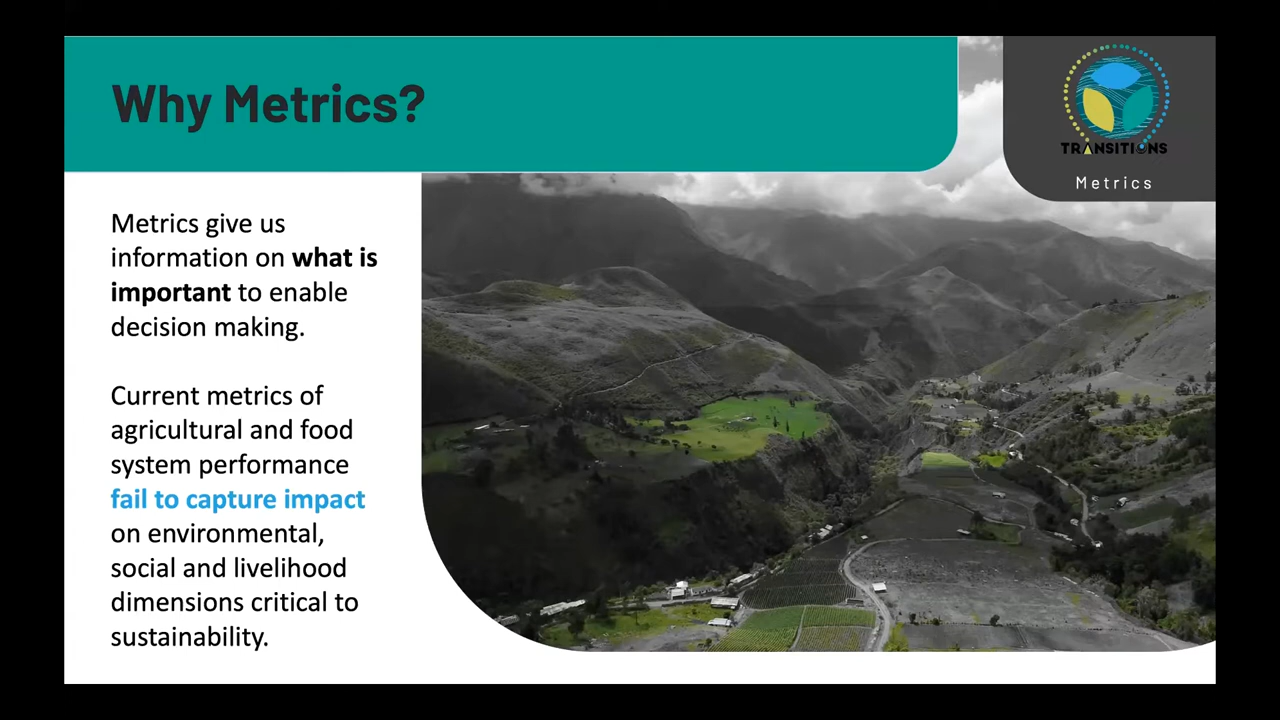 Why Metrics?
TRANSITIONS
Metrics
Metrics give us
information on what is
important to enable
decision making.
Current metrics of
agricultural and food
system performance
fail to capture impact
on environmental,
social and livelihood
dimensions critical to
sustainability.